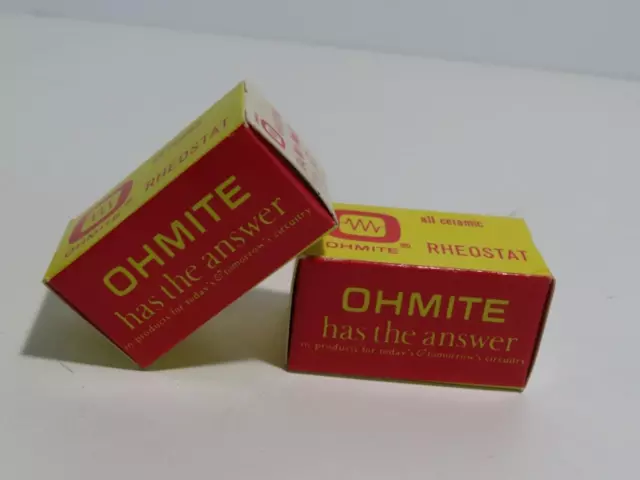 OHMITE®
RHEOSTAT
OHMITE
has the answer
in products for today's & tomorrow's circuitry
OHMITE®
all ceramic
RHEOSTAT
OHMITE
has the answer
in products for today's & tomorrow's circuitry